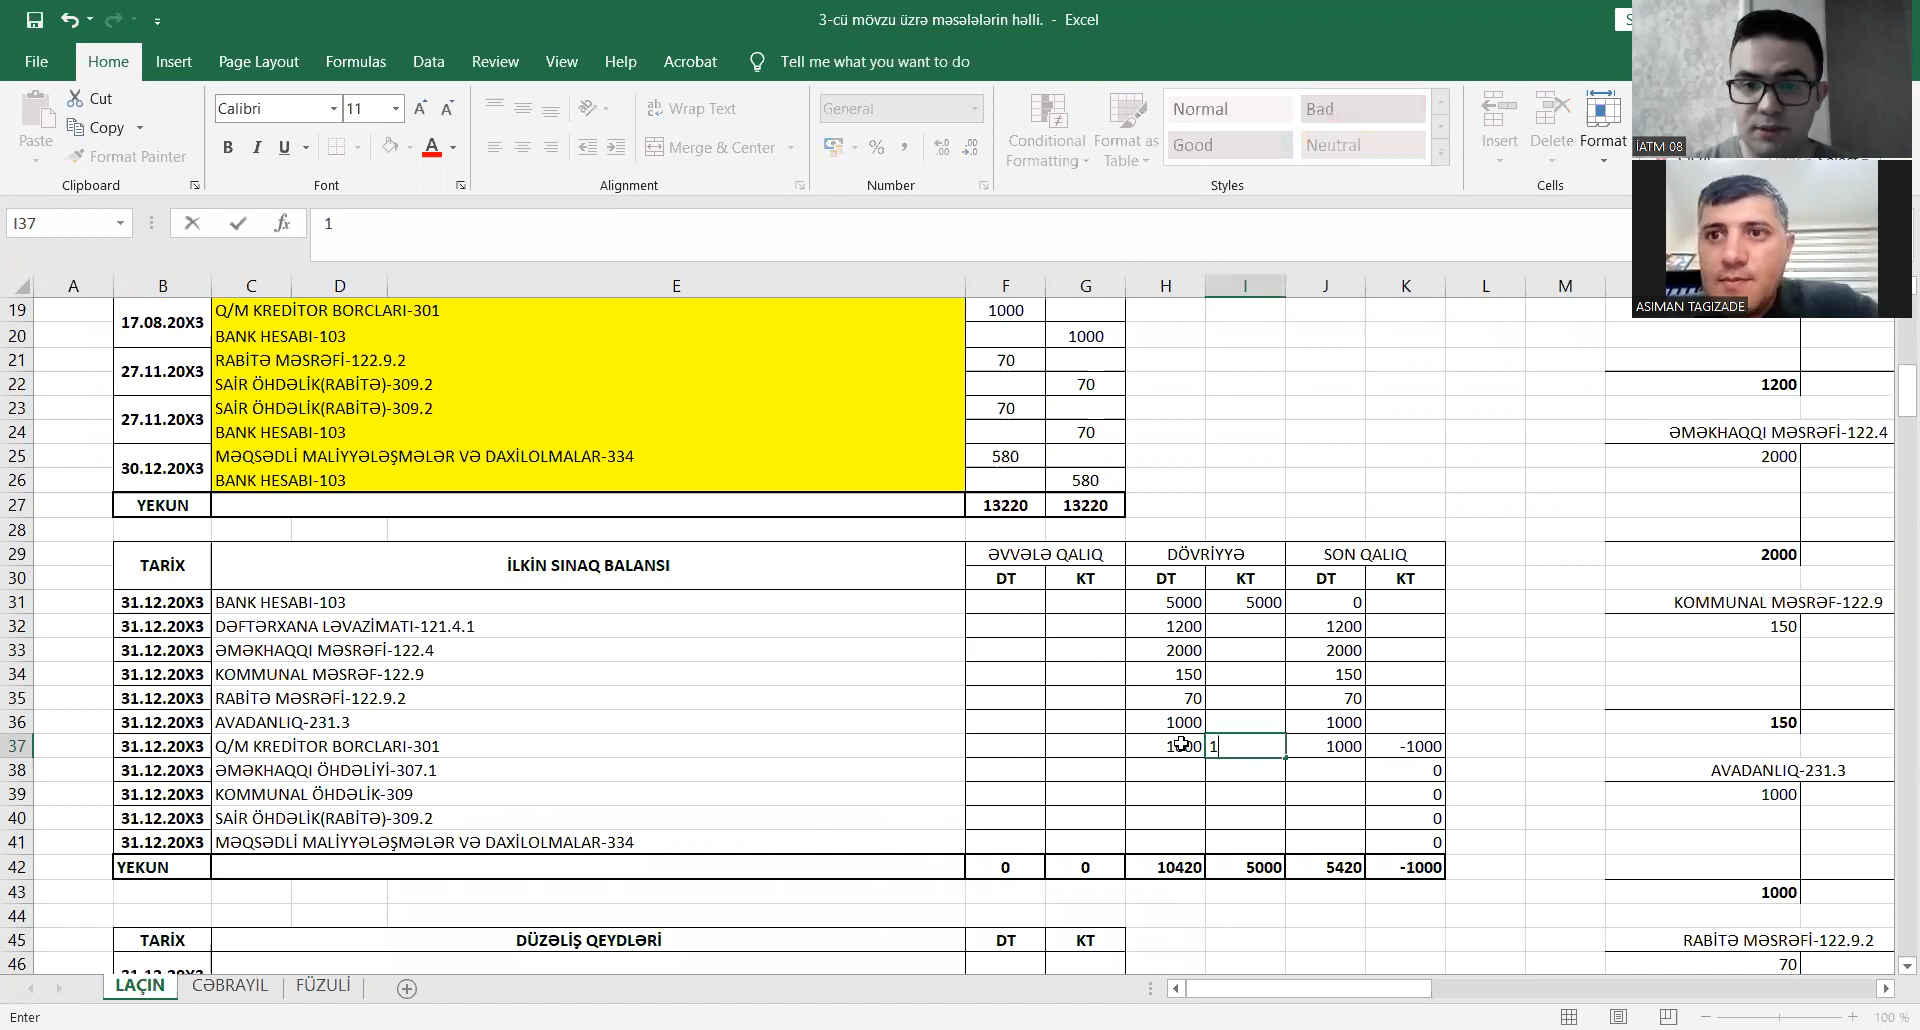 3-cü mövzu üzrə məsələlərin həlli. - Excel
File Home Insert Page Layout Formulas Data Review View Help Acrobat Tell me what you want to do
Paste
Cut
Copy
Format Painter
Clipboard
Calibri 11
B I U
Font
Wrap Text
Merge & Center
Alignment
General
Number
Conditional Formatting
Format as Table
Normal Bad
Good Neutral
Styles
Insert Delete Format
Cells
İATM 08
ASIMAN TAGIZADE
I37 fx 1
A B C D E F G H I J K L M
19 17.08.20X3 Q/M KREDİTOR BORCLARI-301 1000
20 BANK HESABI-103 1000
21 27.11.20X3 RABİTƏ MƏSRƏFİ-122.9.2 70
22 SAİR ÖHDƏLİK(RABİTƏ)-309.2 70 1200
23 27.11.20X3 SAİR ÖHDƏLİK(RABİTƏ)-309.2 70
24 BANK HESABI-103 70 ƏMƏKHAQQI MƏSRƏFİ-122.4
25 30.12.20X3 MƏQSƏDLİ MALİYYƏLƏŞMƏLƏR VƏ DAXİLOLMALAR-334 580 2000
26 BANK HESABI-103 580
27 YEKUN 13220 13220
28
29 TARİX İLKİN SINAQ BALANSI ƏVVƏLƏ QALIQ DÖVRİYYƏ SON QALIQ 2000
30 DT KT DT KT DT KT
31 31.12.20X3 BANK HESABI-103 5000 5000 0 KOMMUNAL MƏSRƏF-122.9
32 31.12.20X3 DƏFTƏRXANA LƏVAZİMATI-121.4.1 1200 1200 150
33 31.12.20X3 ƏMƏKHAQQI MƏSRƏFİ-122.4 2000 2000
34 31.12.20X3 KOMMUNAL MƏSRƏF-122.9 150 150
35 31.12.20X3 RABİTƏ MƏSRƏFİ-122.9.2 70 70
36 31.12.20X3 AVADANLIQ-231.3 1000 1000 150
37 31.12.20X3 Q/M KREDİTOR BORCLARI-301 1000 1 1000 -1000
38 31.12.20X3 ƏMƏKHAQQI ÖHDƏLİYİ-307.1 0 AVADANLIQ-231.3
39 31.12.20X3 KOMMUNAL ÖHDƏLİK-309 0 1000
40 31.12.20X3 SAİR ÖHDƏLİK(RABİTƏ)-309.2 0
41 31.12.20X3 MƏQSƏDLİ MALİYYƏLƏŞMƏLƏR VƏ DAXİLOLMALAR-334 0
42 YEKUN 0 0 10420 5000 5420 -1000
43 1000
44
45 TARİX DÜZƏLİŞ QEYDLƏRİ DT KT RABİTƏ MƏSRƏFİ-122.9.2
46 31.12.20X3 70
LAÇIN CƏBRAYIL FÜZULİ
Enter 100 %